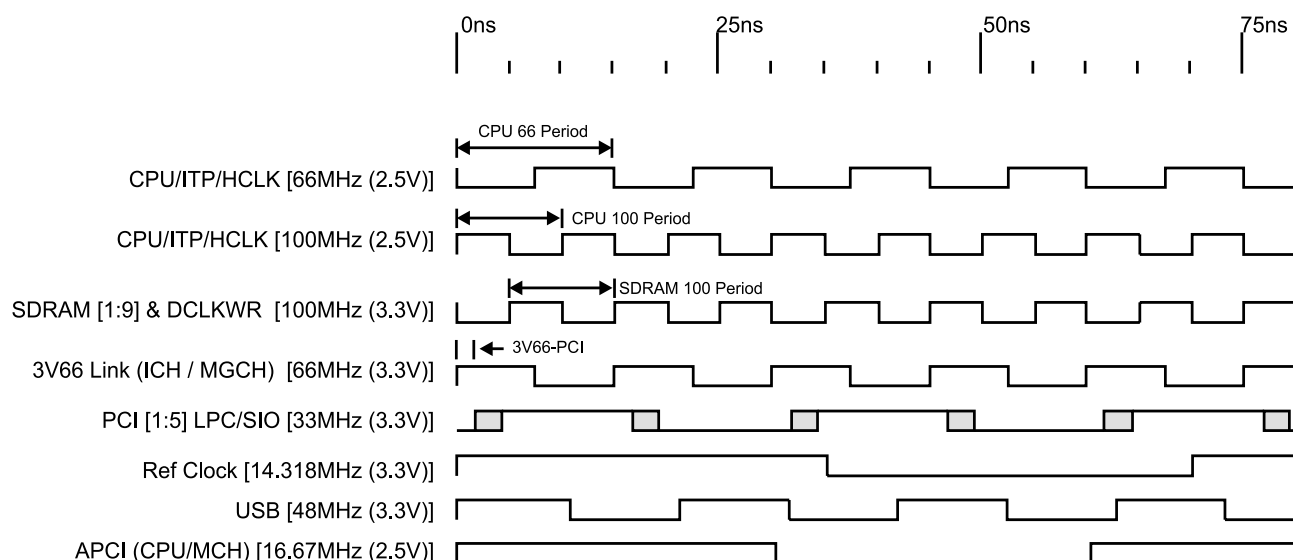 0ns 25ns 50ns 75ns
CPU 66 Period
CPU/ITP/HCLK [66MHz (2.5V)]
CPU 100 Period
CPU/ITP/HCLK [100MHz (2.5V)]
SDRAM 100 Period
SDRAM [1:9] & DCLKWR [100MHz (3.3V)]
3V66-PCI
3V66 Link (ICH / MGCH) [66MHz (3.3V)]
PCI [1:5] LPC/SIO [33MHz (3.3V)]
Ref Clock [14.318MHz (3.3V)]
USB [48MHz (3.3V)]
APCI (CPU/MCH) [16.67MHz (2.5V)]